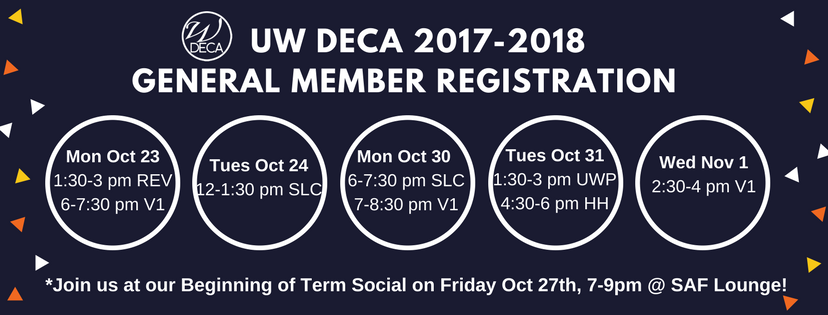 W
DECA
UW DECA 2017-2018
GENERAL MEMBER REGISTRATION
Mon Oct 23
1:30-3 pm REV
6-7:30 pm V1
Tues Oct 24
12-1:30 pm SLC
Mon Oct 30
6-7:30 pm SLC
7-8:30 pm V1
Tues Oct 31
1:30-3 pm UWP
4:30-6 pm HH
Wed Nov 1
2:30-4 pm V1
*Join us at our Beginning of Term Social on Friday Oct 27th, 7-9pm @ SAF Lounge!